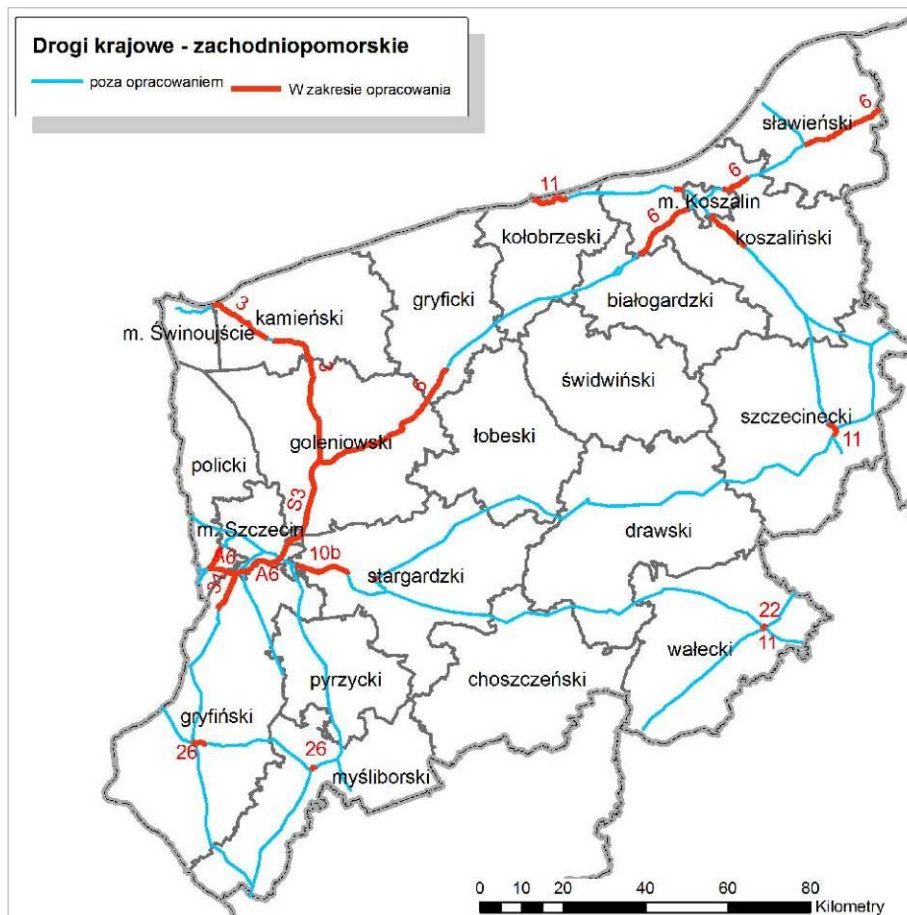 Drogi krajowe - zachodniopomorskie
poza opracowaniem
W zakresie opracowania
6
sławieński
11
6
m. Koszalin
6
kołobrzeski
koszaliński
3
kamieński
gryficki
białogardzki
m. Świnoujście
3
świdwiński
6
szczecinecki
goleniowski
łobeski
11
policki
S3
m. Szczecin
drawski
A6
10b
A6
stargardzki
22
wałecki
11
pyrzycki
choszczeński
gryfiński
26
26
myśliborski
0 10 20 40 60 80
Kilometry